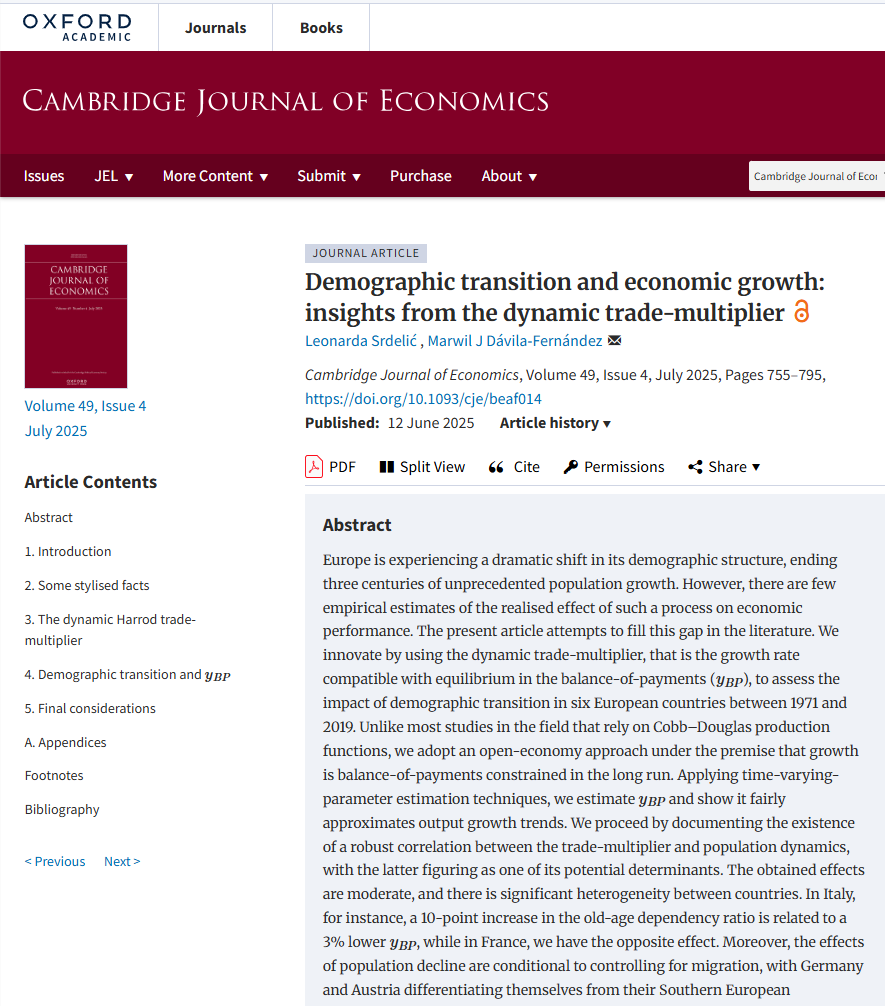 OXFORD
ACADEMIC
Journals
Books
CAMBRIDGE JOURNAL OF ECONOMICS
Issues
JEL ▼
More Content ▼
Submit ▼
Purchase
About ▼
Cambridge Journal of Econ
CAMBRIDGE
JOURNAL OF
ECONOMICS
OXFORD
Volume 49, Issue 4
July 2025
Article Contents
Abstract
1. Introduction
2. Some stylised facts
3. The dynamic Harrod trade-
multiplier
4. Demographic transition and yBP
5. Final considerations
A. Appendices
Footnotes
Bibliography
< Previous
Next >
JOURNAL ARTICLE
Demographic transition and economic growth:
insights from the dynamic trade-multiplier
Leonarda Srdelić , Marwil J Dávila-Fernández
Cambridge Journal of Economics, Volume 49, Issue 4, July 2025, Pages 755–795,
https://doi.org/10.1093/cje/beaf014
Published: 12 June 2025 Article history ▼
PDF
Split View
Cite
Permissions
Share ▼
Abstract
Europe is experiencing a dramatic shift in its demographic structure, ending
three centuries of unprecedented population growth. However, there are few
empirical estimates of the realised effect of such a process on economic
performance. The present article attempts to fill this gap in the literature. We
innovate by using the dynamic trade-multiplier, that is the growth rate
compatible with equilibrium in the balance-of-payments (yBP), to assess the
impact of demographic transition in six European countries between 1971 and
2019. Unlike most studies in the field that rely on Cobb–Douglas production
functions, we adopt an open-economy approach under the premise that growth
is balance-of-payments constrained in the long run. Applying time-varying-
parameter estimation techniques, we estimate yBP and show it fairly
approximates output growth trends. We proceed by documenting the existence
of a robust correlation between the trade-multiplier and population dynamics,
with the latter figuring as one of its potential determinants. The obtained effects
are moderate, and there is significant heterogeneity between countries. In Italy,
for instance, a 10-point increase in the old-age dependency ratio is related to a
3% lower yBP, while in France, we have the opposite effect. Moreover, the effects
of population decline are conditional to controlling for migration, with Germany
and Austria differentiating themselves from their Southern European